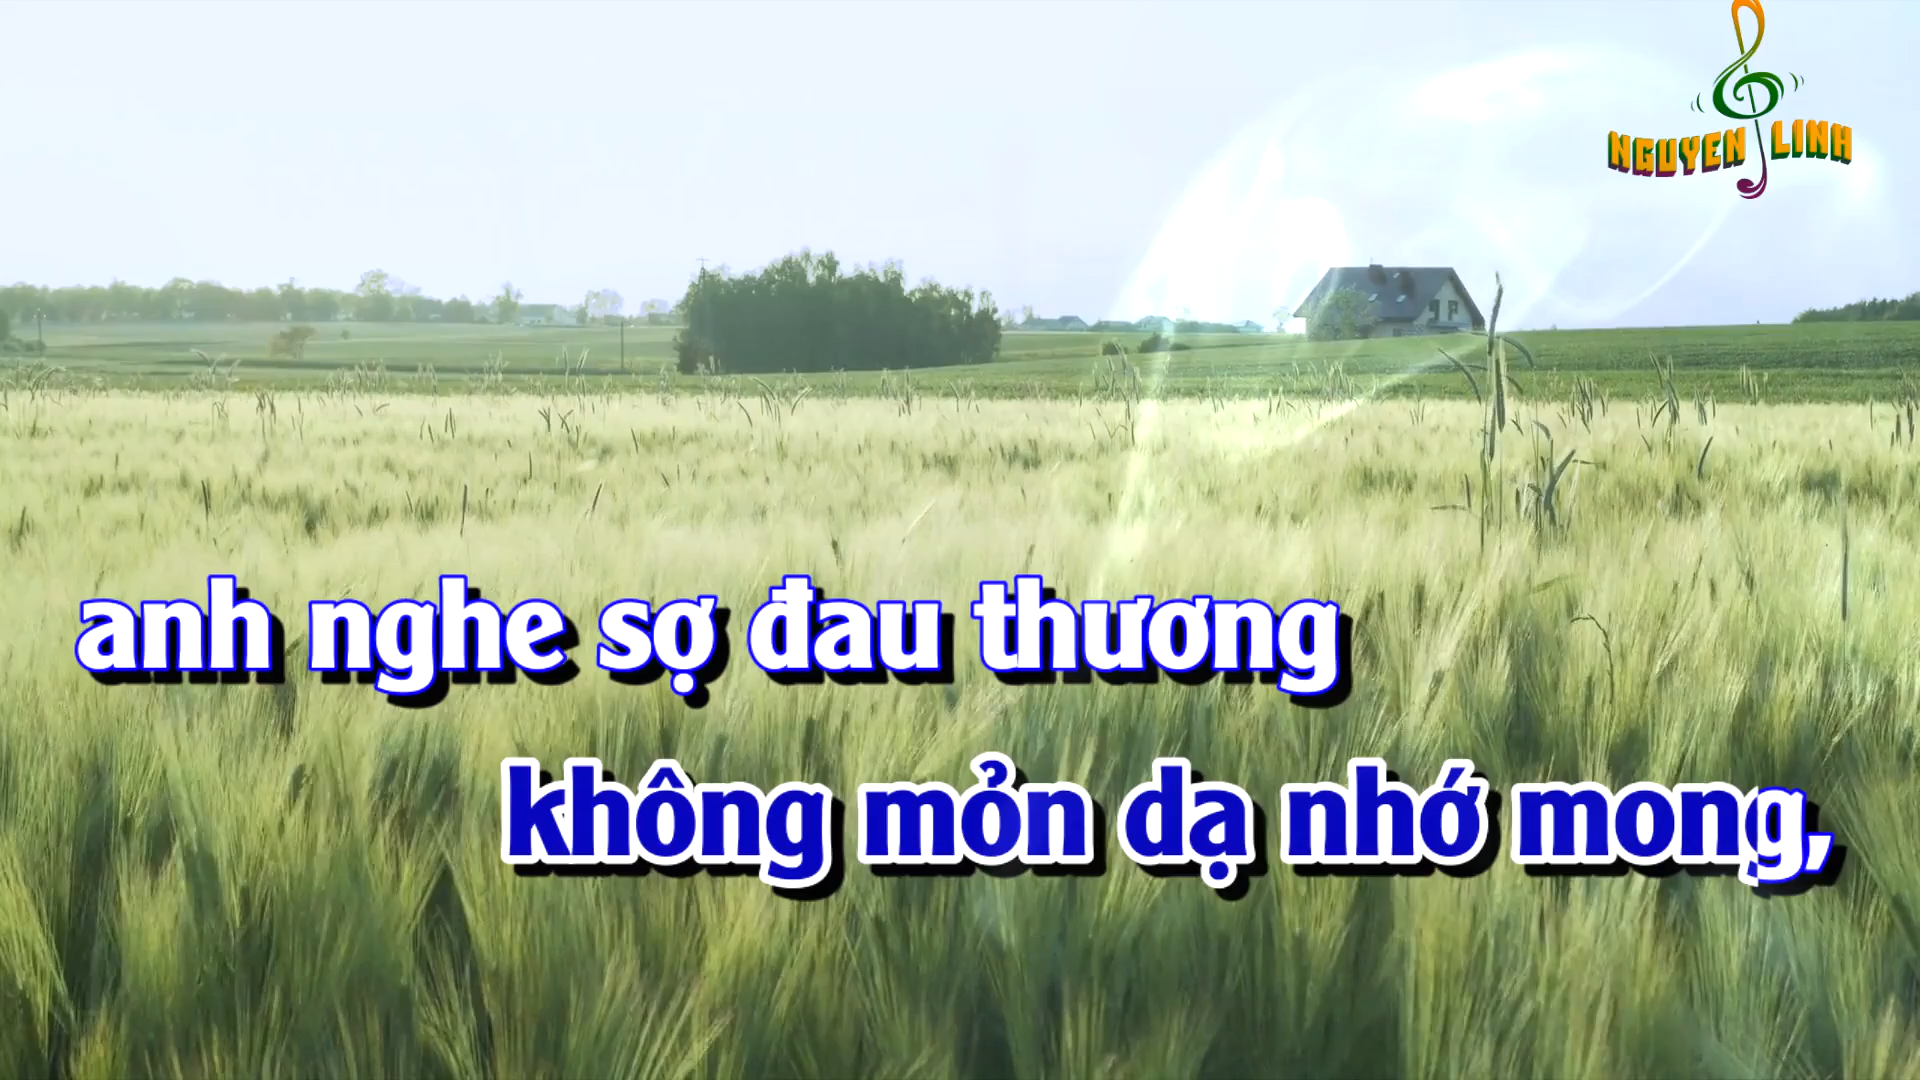 NGUYEN LINH
anh nghe sợ đau thương
không mỏn dạ nhớ mong,